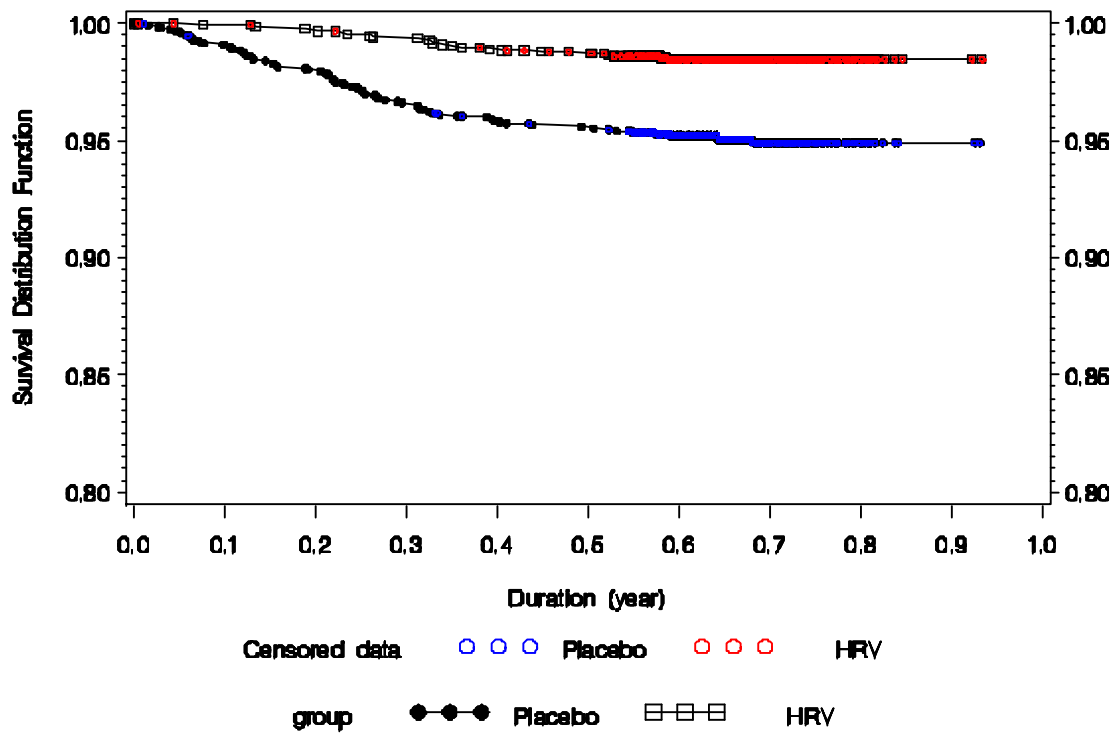 Survival Distribution Function
1.00 1.00
0.95 0.95
0.90 0.90
0.85 0.85
0.80 0.80
0.0 0.1 0.2 0.3 0.4 0.5 0.6 0.7 0.8 0.9 1.0
Duration (year)
Censored data Placebo HRV
group Placebo HRV